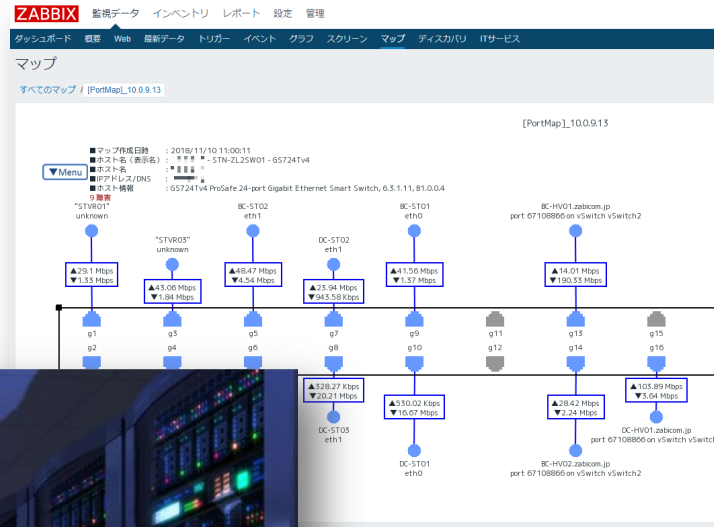 ZABBIX 監視データ インベントリ レポート 設定 管理
ダッシュボード 概要 Web 最新データ トリガー イベント グラフ スクリーン マップ ディスカバリ ITサービス
マップ
すべてのマップ / [PortMap]_10.0.9.13
[PortMap]_10.0.9.13
▼Menu
■マップ作成日時 : 2018/11/10 11:00:11
■ホスト名（表示名） : - STN-ZL2SW01 - GS724Tv4
■ホスト名 :
■IPアドレス/DNS :
■ホスト情報 : GS724Tv4 ProSafe 24-port Gigabit Ethernet Smart Switch, 6.3.1.11, B1.0.0.4
9 障害
"STVR01"
unknown
BC-ST02
eth1
BC-ST01
eth0
BC-HV01.zabicom.jp
port 67108866 on vSwitch vSwitch2
"STVR03"
unknown
DC-ST02
eth1
▲29.1 Mbps
▼1.33 Mbps
▲43.06 Mbps
▼1.84 Mbps
▲48.47 Mbps
▼4.54 Mbps
▲23.94 Mbps
▼943.58 Kbps
▲41.56 Mbps
▼1.37 Mbps
▲14.01 Mbps
▼190.33 Mbps
g1 g3 g5 g7 g9 g11 g13 g15
g2 g4 g6 g8 g10 g12 g14 g16
▲328.27 Kbps
▼20.21 Mbps
▲530.02 Kbps
▼16.67 Mbps
▲28.42 Mbps
▼2.24 Mbps
▲103.89 Mbps
▼3.64 Mbps
DC-ST03
eth1
DC-HV01.zabicom.jp
port 67108866 on vSwitch vSwitch
DC-ST01
eth0
BC-HV02.zabicom.jp
port 67108866 on vSwitch vSwitch2